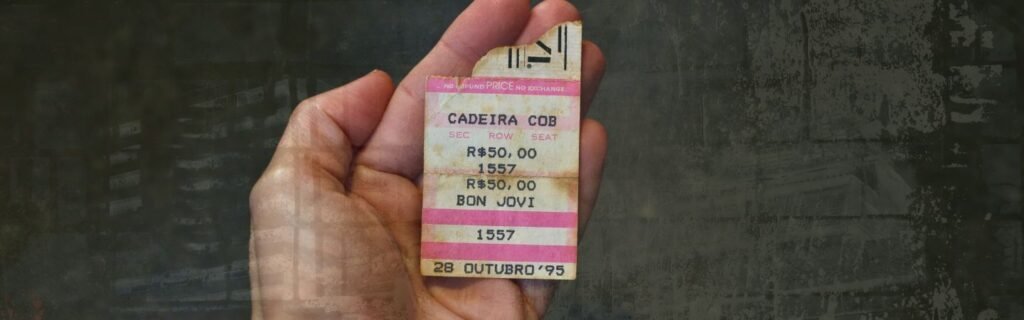 NO REFUND PRICE NO EXCHANGE
CADEIRA COB
SEC ROW SEAT
R$50,00
1557
R$50,00
BON JOVI
1557
28 OUTUBRO'95